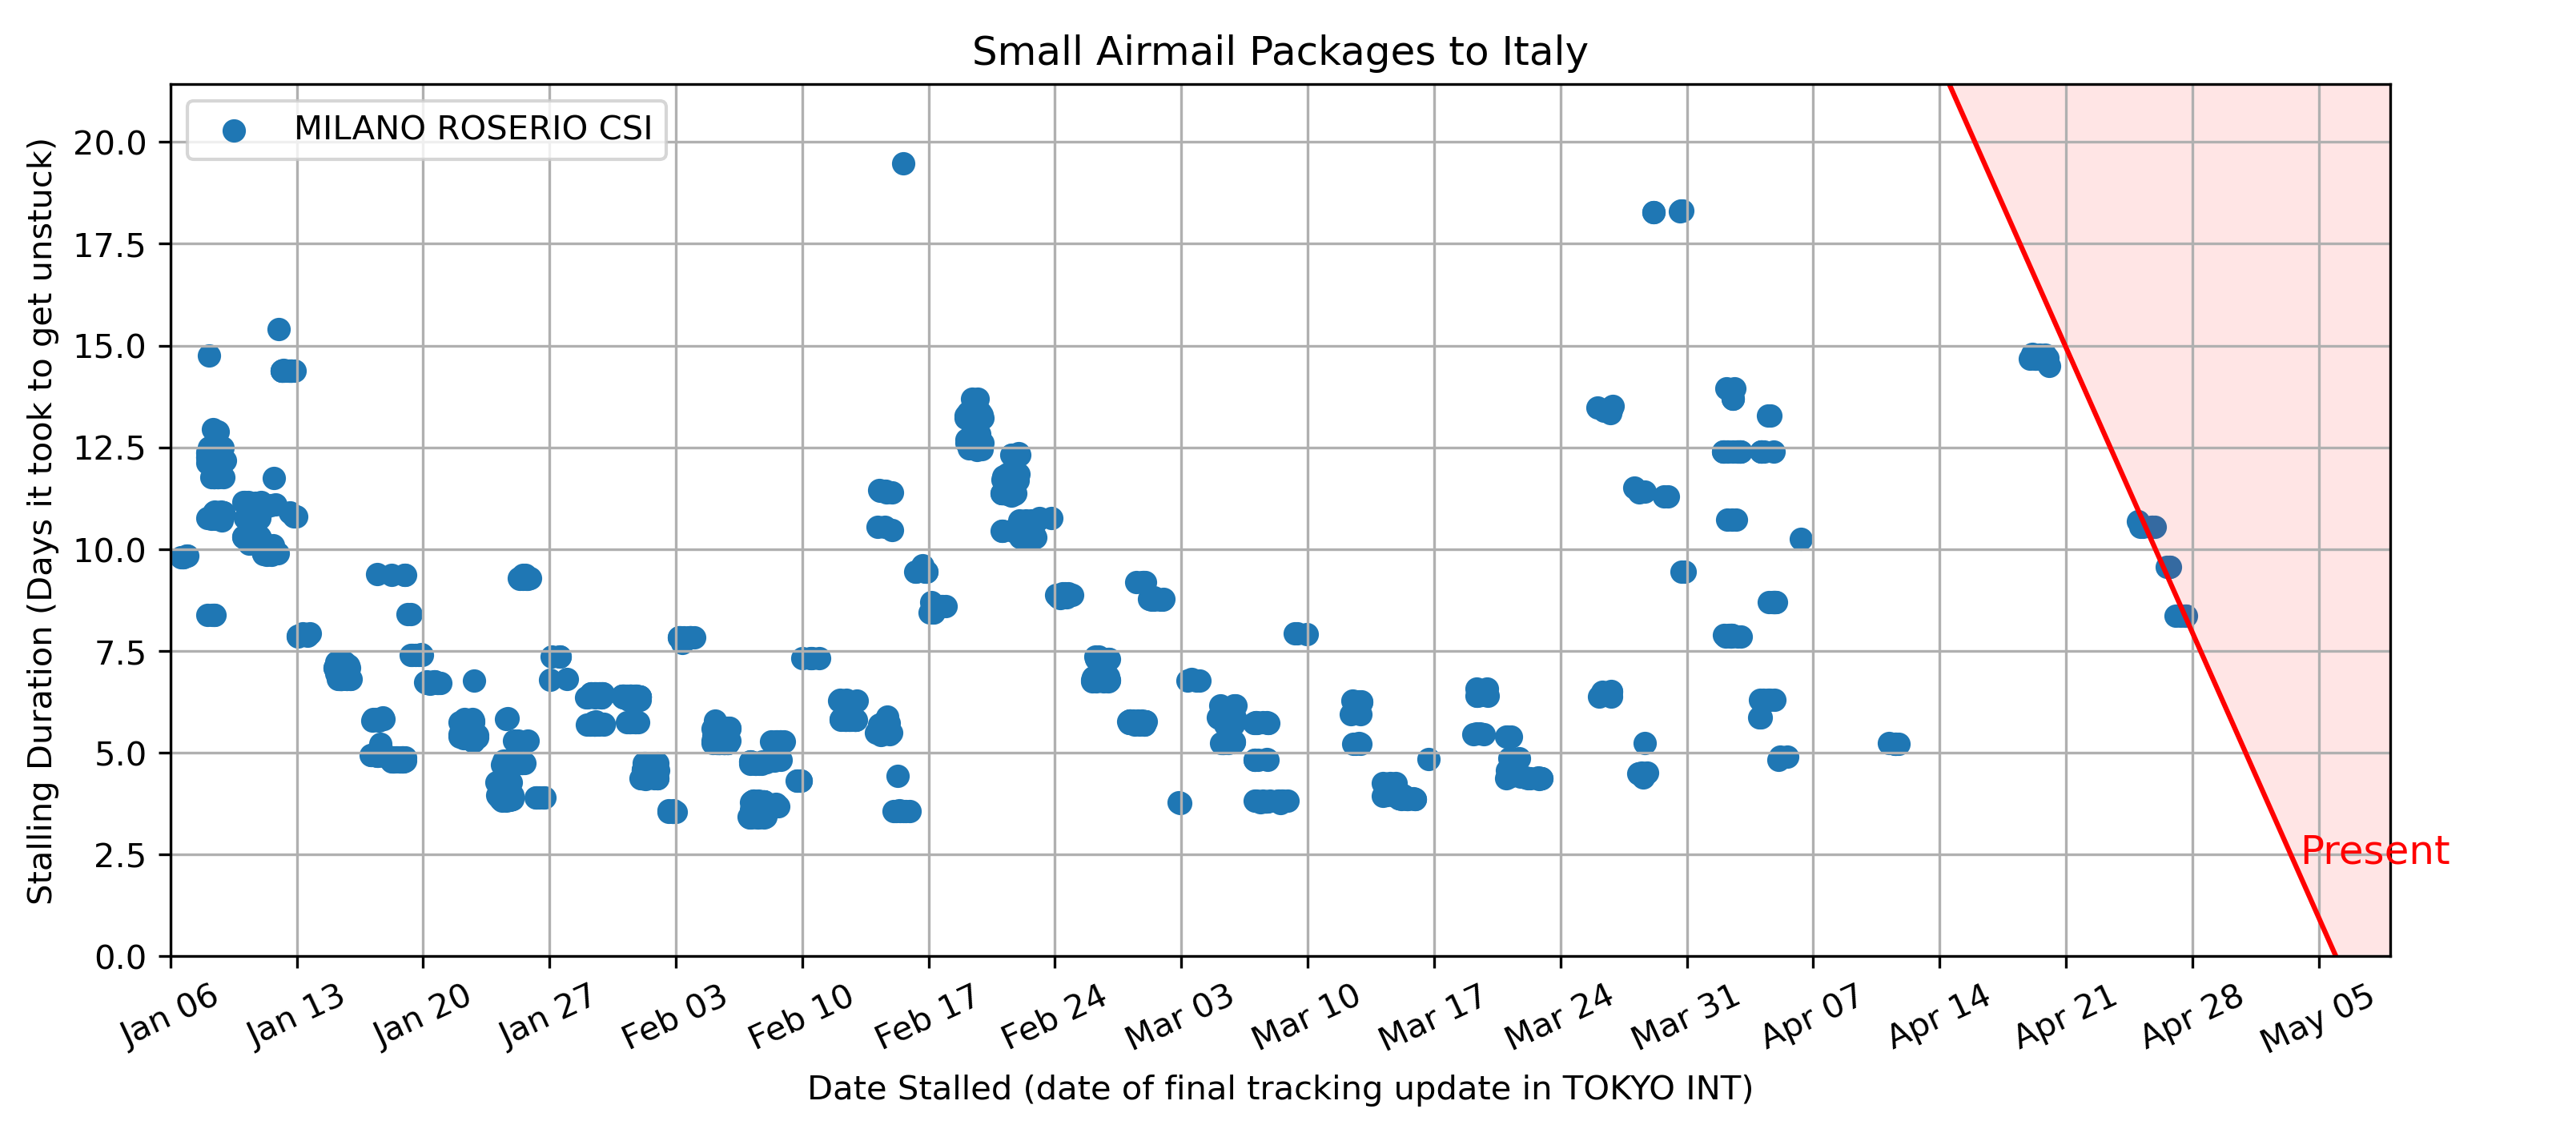 Small Airmail Packages to Italy
MILANO ROSERIO CSI
Stalling Duration (Days it took to get unstuck)
20.0
17.5
15.0
12.5
10.0
7.5
5.0
2.5
0.0
Present
Jan 06 Jan 13 Jan 20 Jan 27 Feb 03 Feb 10 Feb 17 Feb 24 Mar 03 Mar 10 Mar 17 Mar 24 Mar 31 Apr 07 Apr 14 Apr 21 Apr 28 May 05
Date Stalled (date of final tracking update in TOKYO INT)